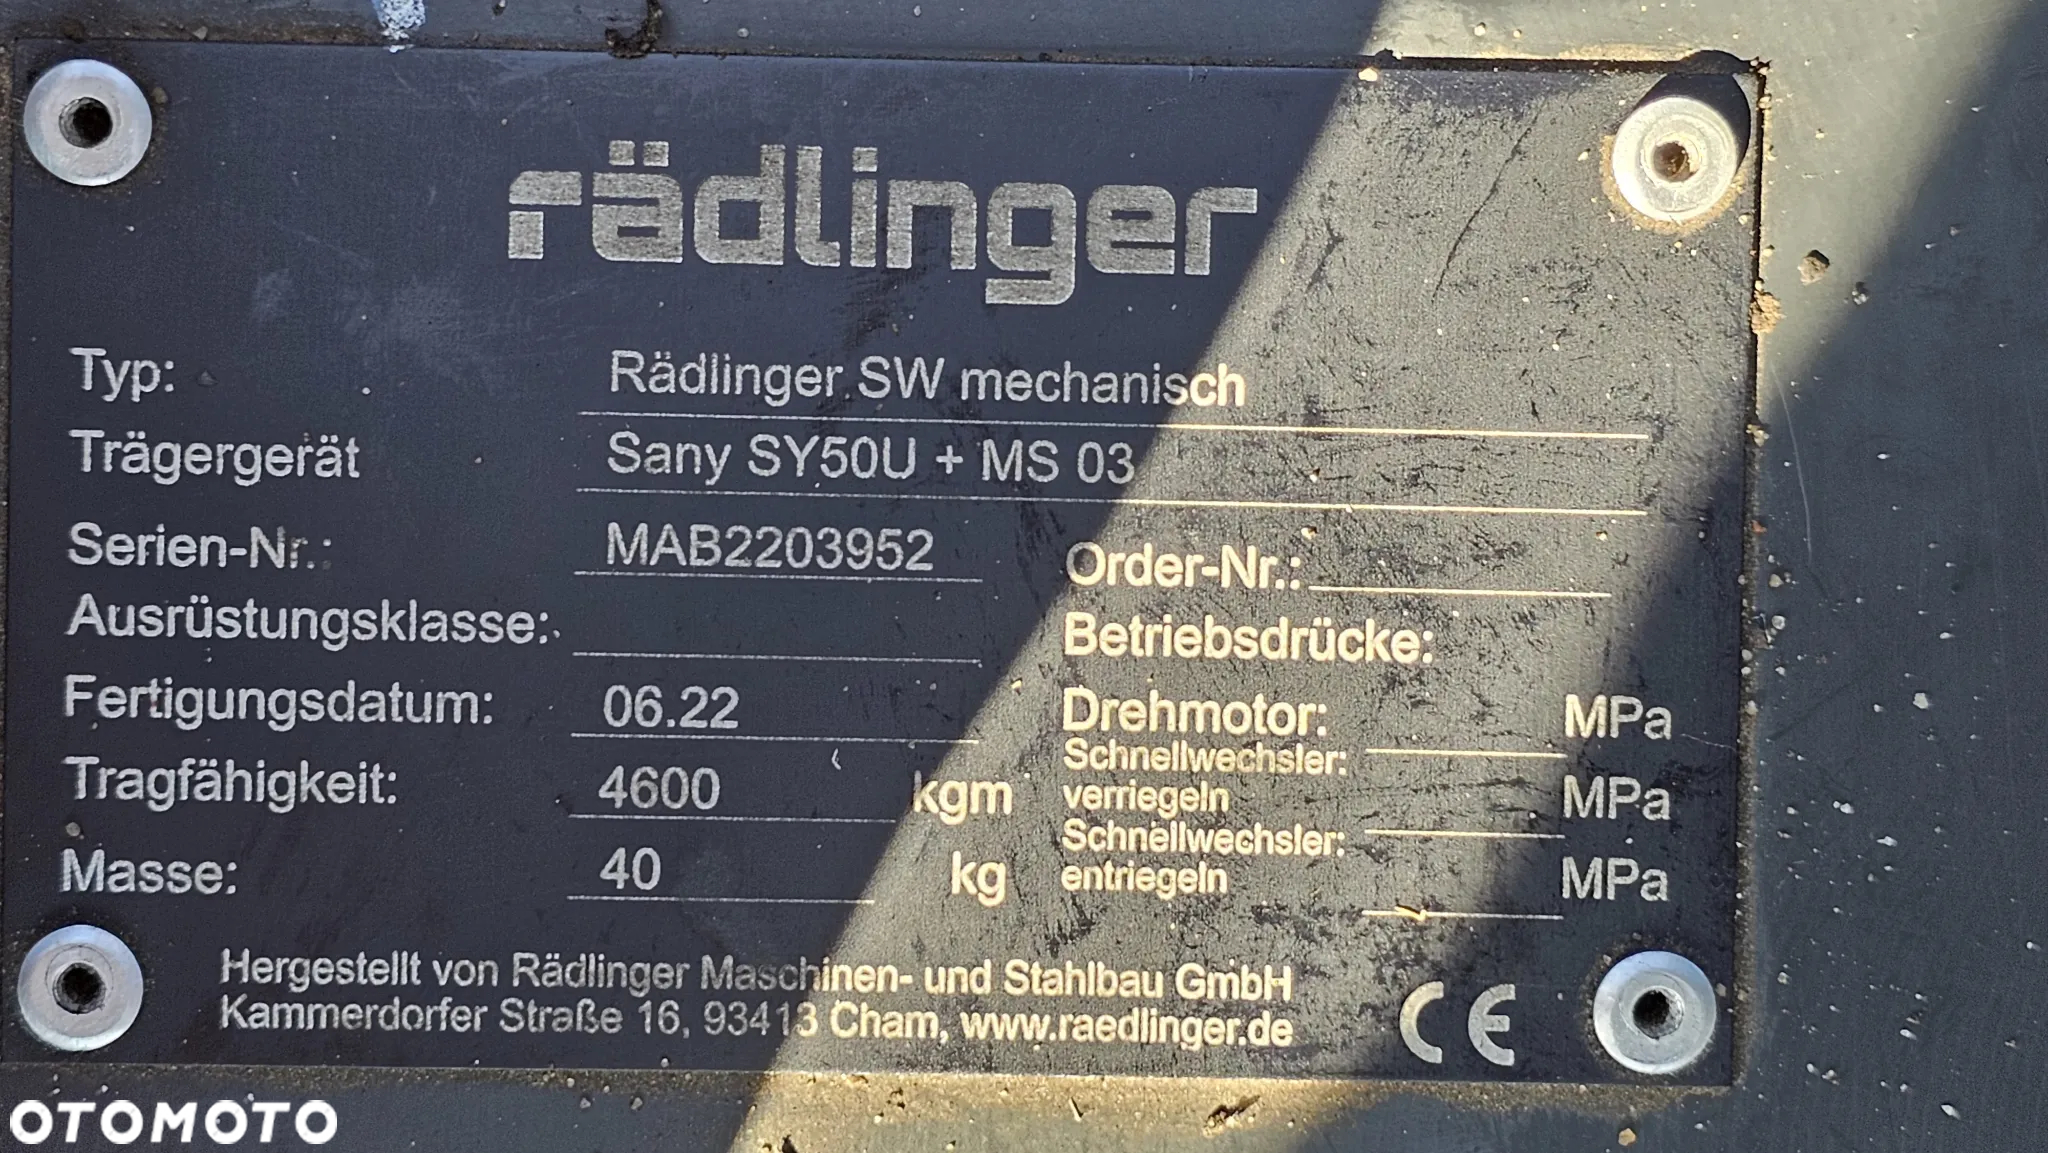 rädlinger
Typ: Rädlinger SW mechanisch
Trägergerät Sany SY50U + MS 03
Serien-Nr.: MAB2203952 Order-Nr.:
Ausrüstungsklasse: Betriebsdrücke:
Fertigungsdatum: 06.22 Drehmotor: MPa
Tragfähigkeit: 4600 kgm Schnellwechsler: verriegeln MPa
Masse: 40 kg Schnellwechsler: entriegeln MPa
Hergestellt von Rädlinger Maschinen- und Stahlbau GmbH
Kammerdorfer Straße 16, 93413 Cham, www.raedlinger.de
CE
OTOMOTO